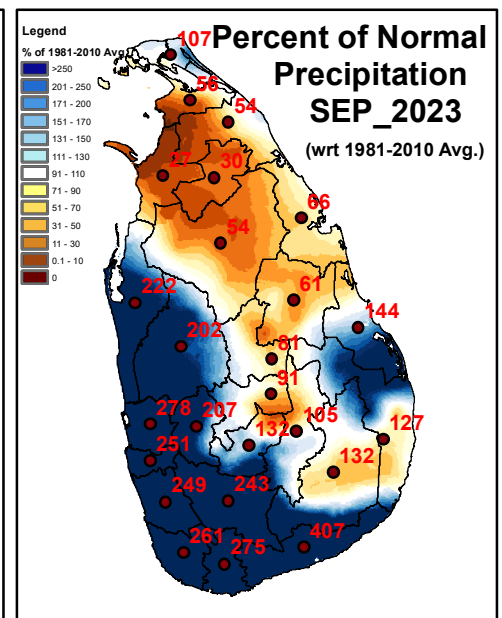 Legend
% of 1981-2010 Avg.
>250
201 - 250
171 - 200
151 - 170
131 - 150
111 - 130
91 - 110
71 - 90
51 - 70
31 - 50
11 - 30
0.1 - 10
0
Percent of Normal
Precipitation
SEP_2023
(wrt 1981-2010 Avg.)
107
56
54
27
30
66
54
61
222
144
202
81
91
278
207
105
132
127
251
132
249
243
407
261
275